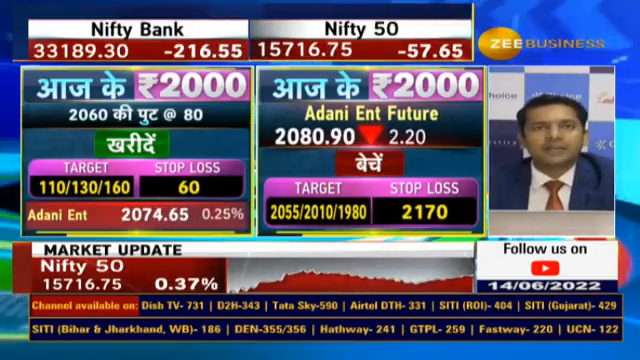 Nifty Bank
33189.30 -216.55
Nifty 50
15716.75 -57.65
ZEE BUSINESS
आज के ₹2000
2060 की पुट @ 80
खरीदें
TARGET STOP LOSS
110/130/160 60
Adani Ent 2074.65 0.25%
आज के ₹2000
Adani Ent Future
2080.90 2.20
बेचें
TARGET STOP LOSS
2055/2010/1980 2170
MARKET UPDATE
Nifty 50
15716.75 0.37%
Follow us on
14/06/2022
Channel available on: Dish TV- 731 | D2H-343 | Tata Sky-590 | Airtel DTH- 331 | SITI (ROI)- 404 | SITI (Gujarat)- 429
SITI (Bihar & Jharkhand, WB)- 186 | DEN-355/356 | Hathway- 241 | GTPL- 259 | Fastway- 220 | UCN- 122